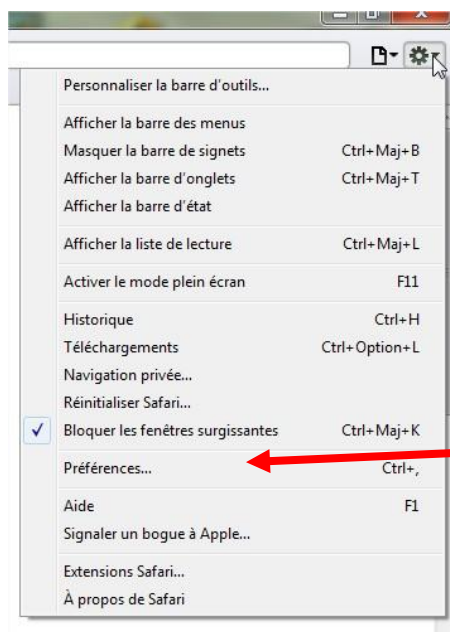 Personnaliser la barre d'outils...
Afficher la barre des menus
Masquer la barre de signets Ctrl+Maj+B
Afficher la barre d'onglets Ctrl+Maj+T
Afficher la barre d'état
Afficher la liste de lecture Ctrl+Maj+L
Activer le mode plein écran F11
Historique Ctrl+H
Téléchargements Ctrl+Option+L
Navigation privée...
Réinitialiser Safari...
Bloquer les fenêtres surgissantes Ctrl+Maj+K
Préférences... Ctrl+,
Aide F1
Signaler un bogue à Apple...
Extensions Safari...
À propos de Safari